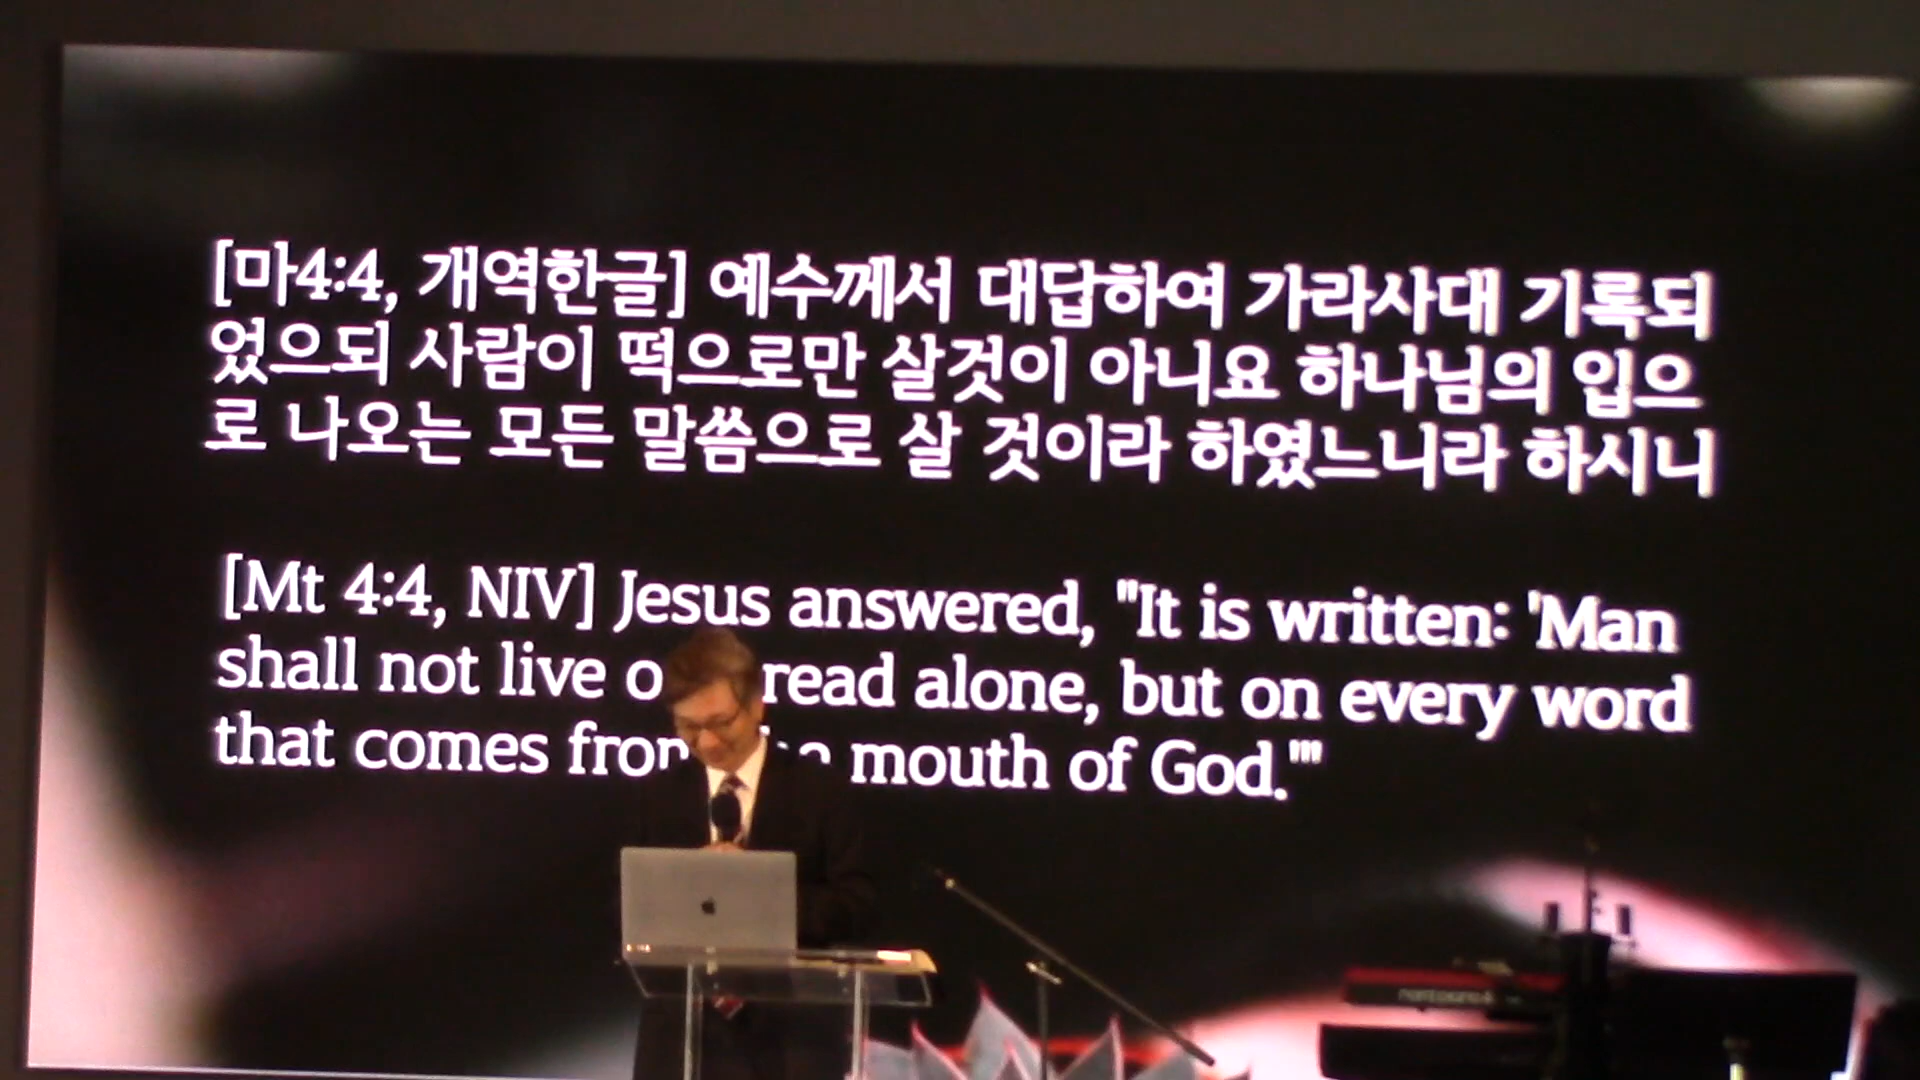 [마4:4, 개역한글] 예수께서 대답하여 가라사대 기록되
었으되 사람이 떡으로만 살것이 아니요 하나님의 입으
로 나오는 모든 말씀으로 살 것이라 하였느니라 하시니
[Mt 4:4, NIV] Jesus answered, "It is written: 'Man
shall not live o read alone, but on every word
that comes from mouth of God.'"